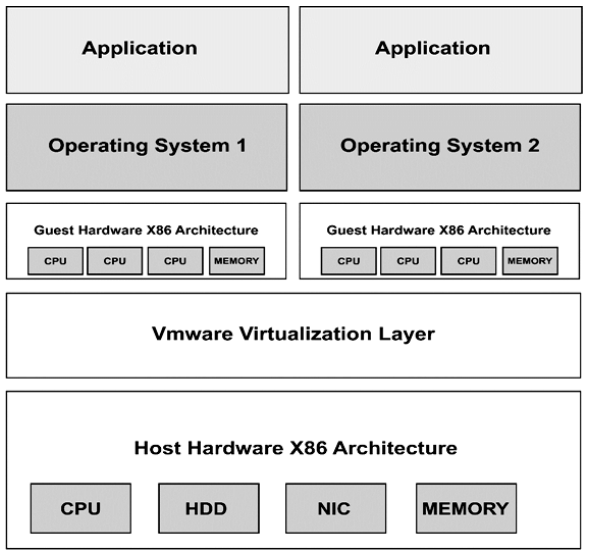 Application
Application
Operating System 1
Operating System 2
Guest Hardware X86 Architecture
CPU CPU CPU MEMORY
Guest Hardware X86 Architecture
CPU CPU CPU MEMORY
Vmware Virtualization Layer
Host Hardware X86 Architecture
CPU HDD NIC MEMORY